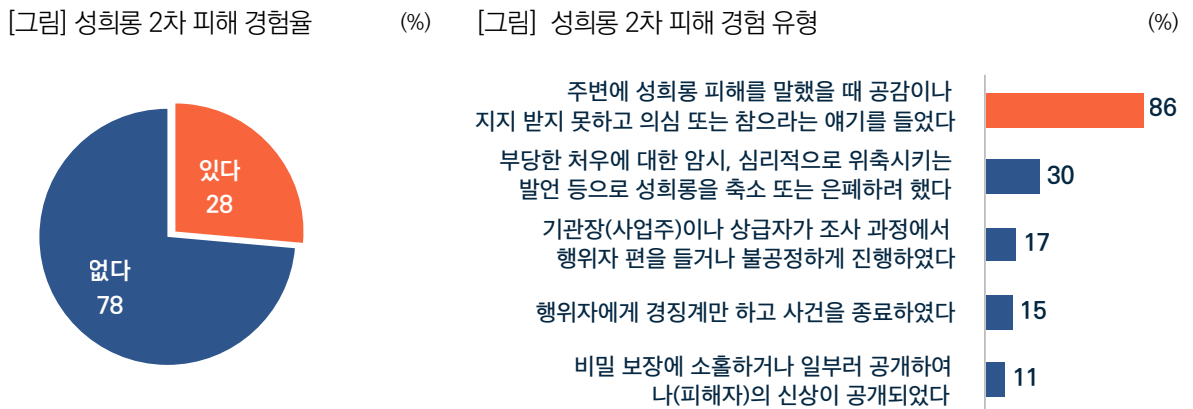 [그림] 성희롱 2차 피해 경험율 (%)
있다
28
없다
78
[그림] 성희롱 2차 피해 경험 유형 (%)
주변에 성희롱 피해를 말했을 때 공감이나
지지 받지 못하고 의심 또는 참으라는 얘기를 들었다
86
부당한 처우에 대한 암시, 심리적으로 위축시키는
발언 등으로 성희롱을 축소 또는 은폐하려 했다
30
기관장(사업주)이나 상급자가 조사 과정에서
행위자 편을 들거나 불공정하게 진행하였다
17
행위자에게 경징계만 하고 사건을 종료하였다
15
비밀 보장에 소홀하거나 일부러 공개하여
나(피해자)의 신상이 공개되었다
11